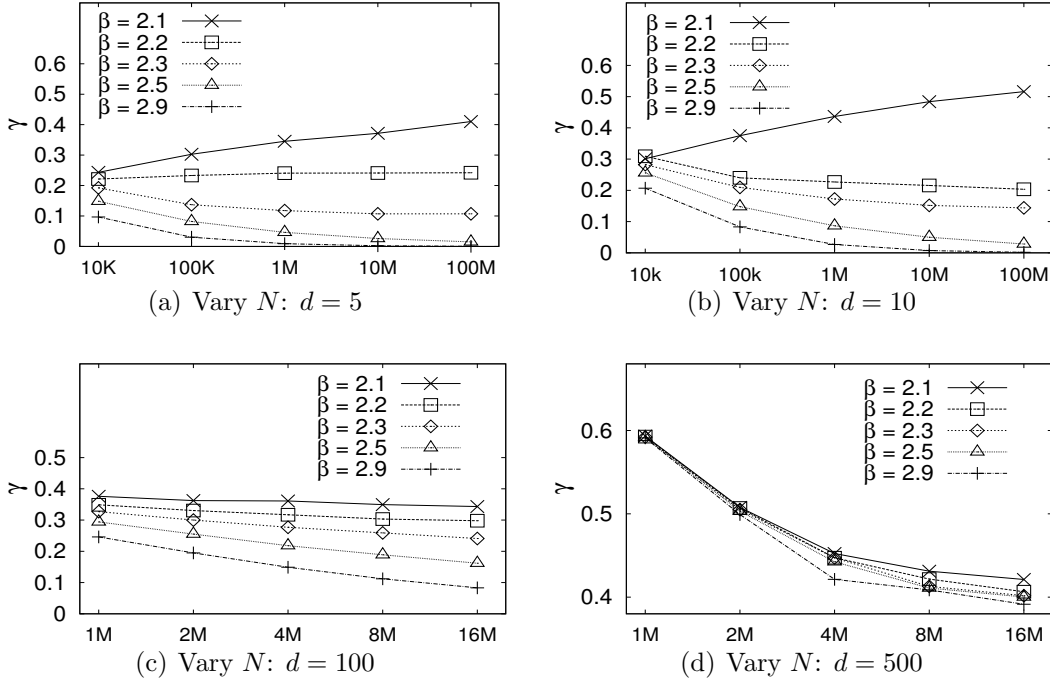 β = 2.1
β = 2.2
β = 2.3
β = 2.5
β = 2.9
0.6
0.5
0.4
0.3
0.2
0.1
0
γ
10K 100K 1M 10M 100M
(a) Vary N: d = 5
β = 2.1
β = 2.2
β = 2.3
β = 2.5
β = 2.9
0.6
0.5
0.4
0.3
0.2
0.1
0
γ
10k 100k 1M 10M 100M
(b) Vary N: d = 10
β = 2.1
β = 2.2
β = 2.3
β = 2.5
β = 2.9
0.5
0.4
0.3
0.2
0.1
0
γ
1M 2M 4M 8M 16M
(c) Vary N: d = 100
β = 2.1
β = 2.2
β = 2.3
β = 2.5
β = 2.9
0.6
0.5
0.4
γ
1M 2M 4M 8M 16M
(d) Vary N: d = 500